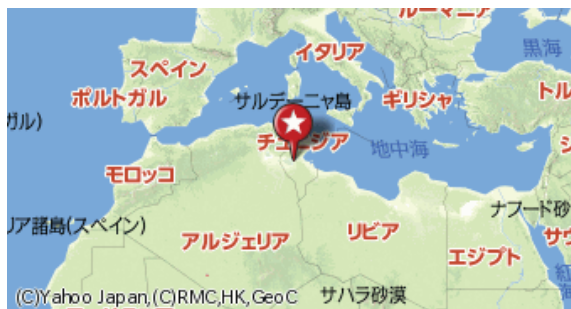 ルーマニア
イタリア
黒海
スペイン
ポルトガル
サルデーニャ島
ギリシャ
トル
ガル)
チュニジア
地中海
シ
モロッコ
ナフード砂
リア諸島(スペイン)
アルジェリア
リビア
サウ
エジプト
紅
海
サハラ砂漠
(C)Yahoo Japan,(C)RMC,HK,GeoC